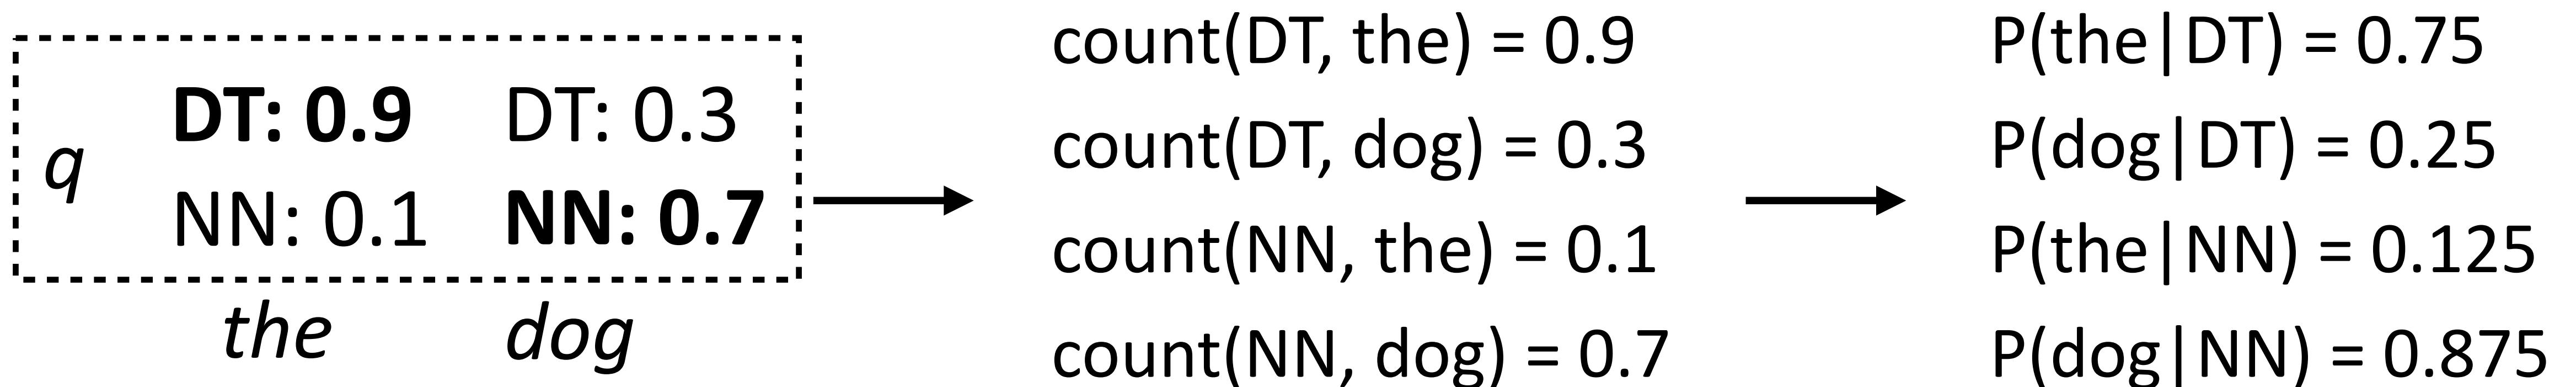 q
DT: 0.9 DT: 0.3
NN: 0.1 NN: 0.7
the dog
count(DT, the) = 0.9
count(DT, dog) = 0.3
count(NN, the) = 0.1
count(NN, dog) = 0.7
P(the|DT) = 0.75
P(dog|DT) = 0.25
P(the|NN) = 0.125
P(dog|NN) = 0.875